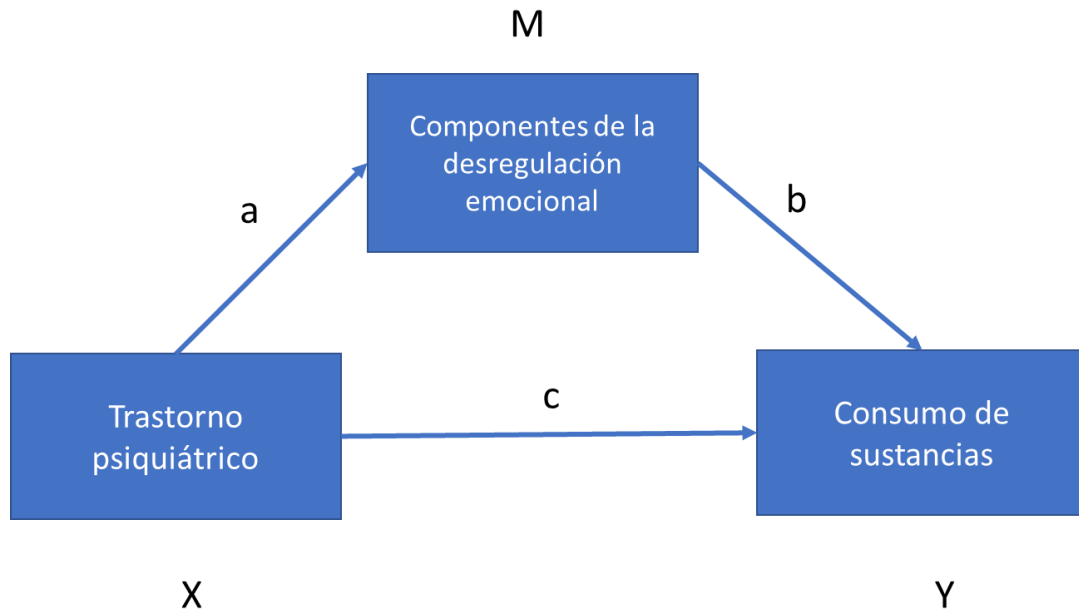 M
Componentes de la
desregulación
emocional
a
b
Trastorno
psiquiátrico
c
Consumo de
sustancias
X
Y